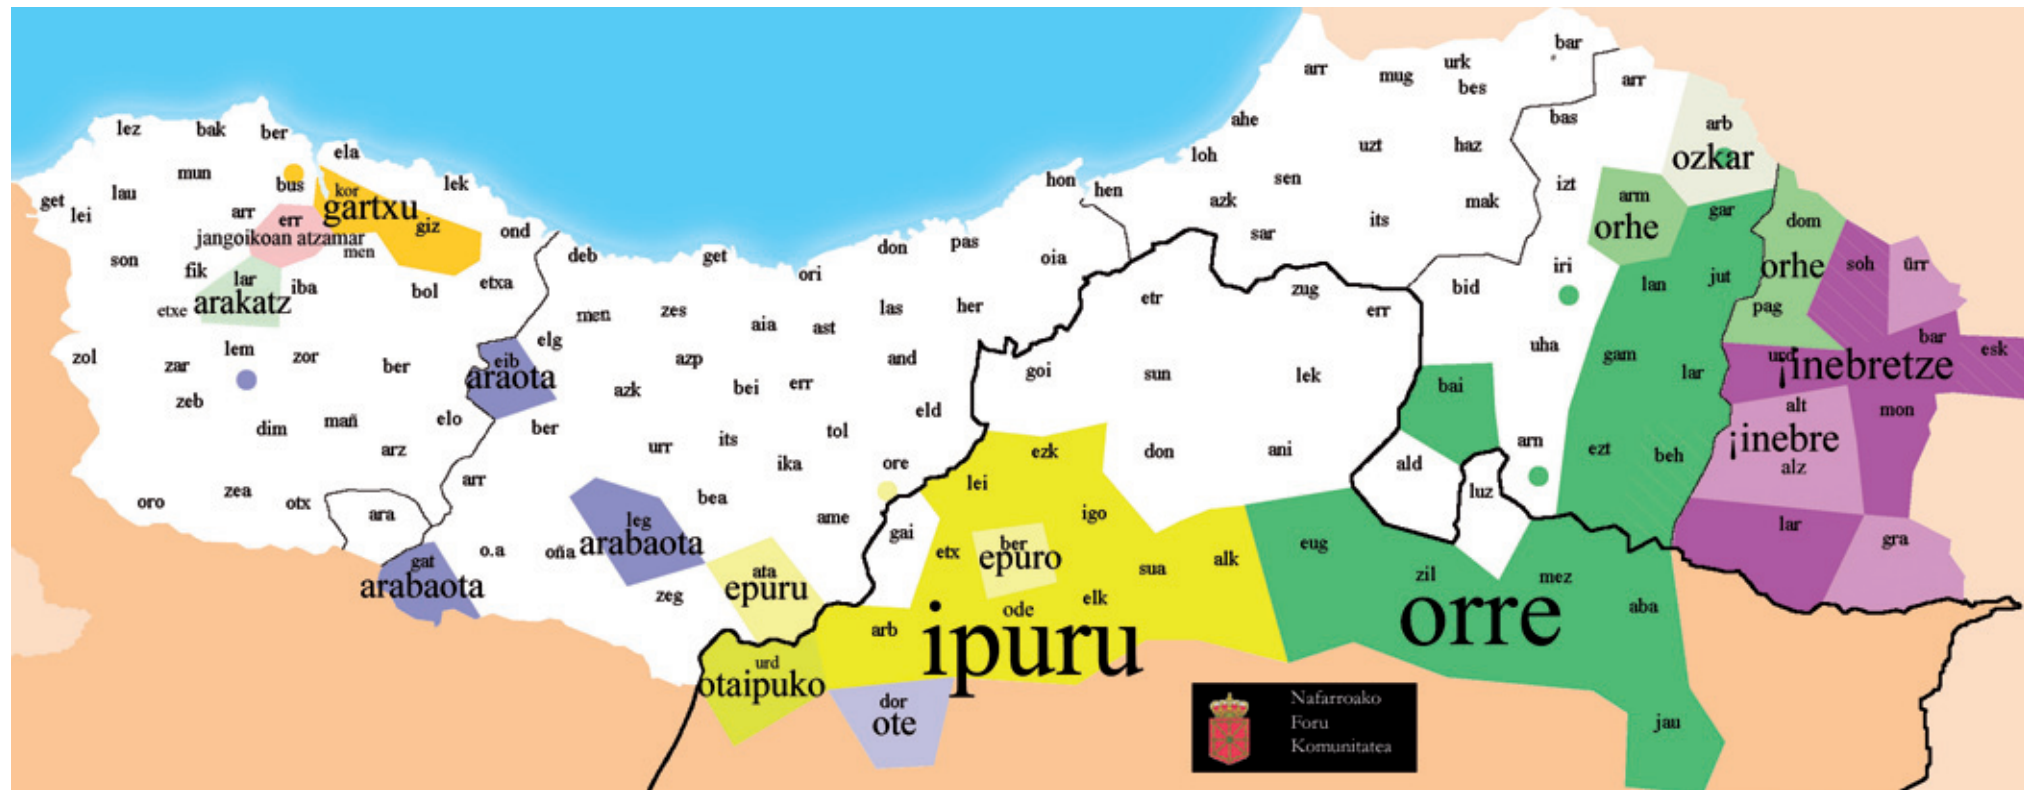 bar
arr
mug
urk
bes
arr
lez
bak
ber
ahe
bas
arb
ozkar
ela
uzt
haz
loh
mun
bus
kor
gartxu
lek
hon
hen
sen
izt
get
lei
lau
azk
mak
arm
orhe
gar
arr
err
giz
its
dom
jangoikoan atzamar
men
ond
don
pas
sar
son
deb
get
oia
iri
jut
orhe
soh
ürr
fik
lar
iba
bol
etxa
ori
zug
bid
lan
pag
etxe
arakatz
men
zes
las
her
etr
err
aia
ast
elg
uha
bar
esk
zol
zar
lem
zor
ber
eib
araota
azp
and
goi
sun
lek
gam
lar
urd
¡inebretze
zeb
azk
bei
err
bai
dim
mañ
elo
ber
eld
alt
mon
¡inebre
alz
arz
urr
its
tol
ezk
don
ani
ald
arn
ezt
beh
ika
ore
lei
arr
oro
zea
otx
ara
bea
luz
leg
arabaota
ame
gai
igo
lar
gra
o.a
oña
gat
arabaota
etx
ber
epuro
sua
alk
eug
zil
mez
aba
zeg
ata
epuru
ode
elk
arb
ipuru
orre
urd
otaipuko
dor
ote
jau
Nafarroako
Foru
Komunitatea